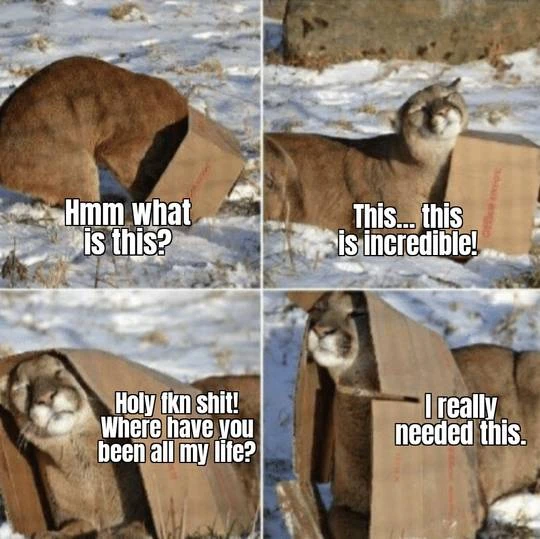 Hmm what
is this?
This... this
is incredible!
Holy fkn shit!
Where have you
been all my life?
I really
needed this.